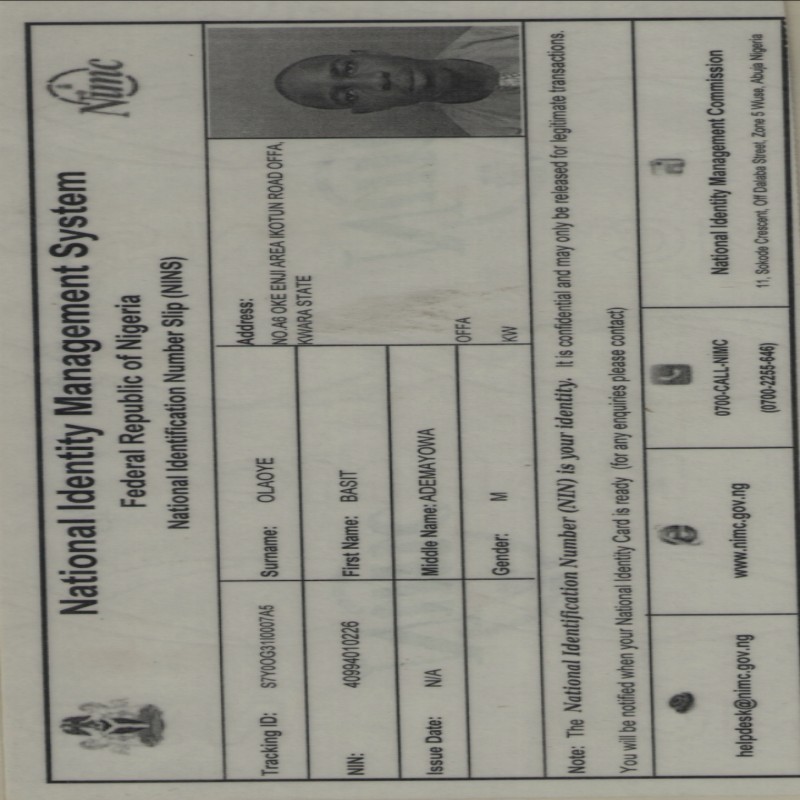 National Identity Management System
Federal Republic of Nigeria
National Identification Number Slip (NINS)
Nimc
Tracking ID: S7Y0OG31I0007A5
Surname: OLAOYE
Address:
NO.A6 OKE ENJI AREA IKOTUN ROAD OFFA,
KWARA STATE
NIN: 40994010226
First Name: BASIT
Issue Date: N/A
Middle Name: ADEMAYOWA
OFFA
Gender: M
KW
Note: The National Identification Number (NIN) is your identity. It is confidential and may only be released for legitimate transactions.
You will be notified when your National Identity Card is ready (for any enquiries please contact)
helpdesk@nimc.gov.ng
www.nimc.gov.ng
0700-CALL-NIMC
(0700-2255-646)
National Identity Management Commission
11, Sokode Crescent, Off Dalaba Street, Zone 5 Wuse, Abuja Nigeria